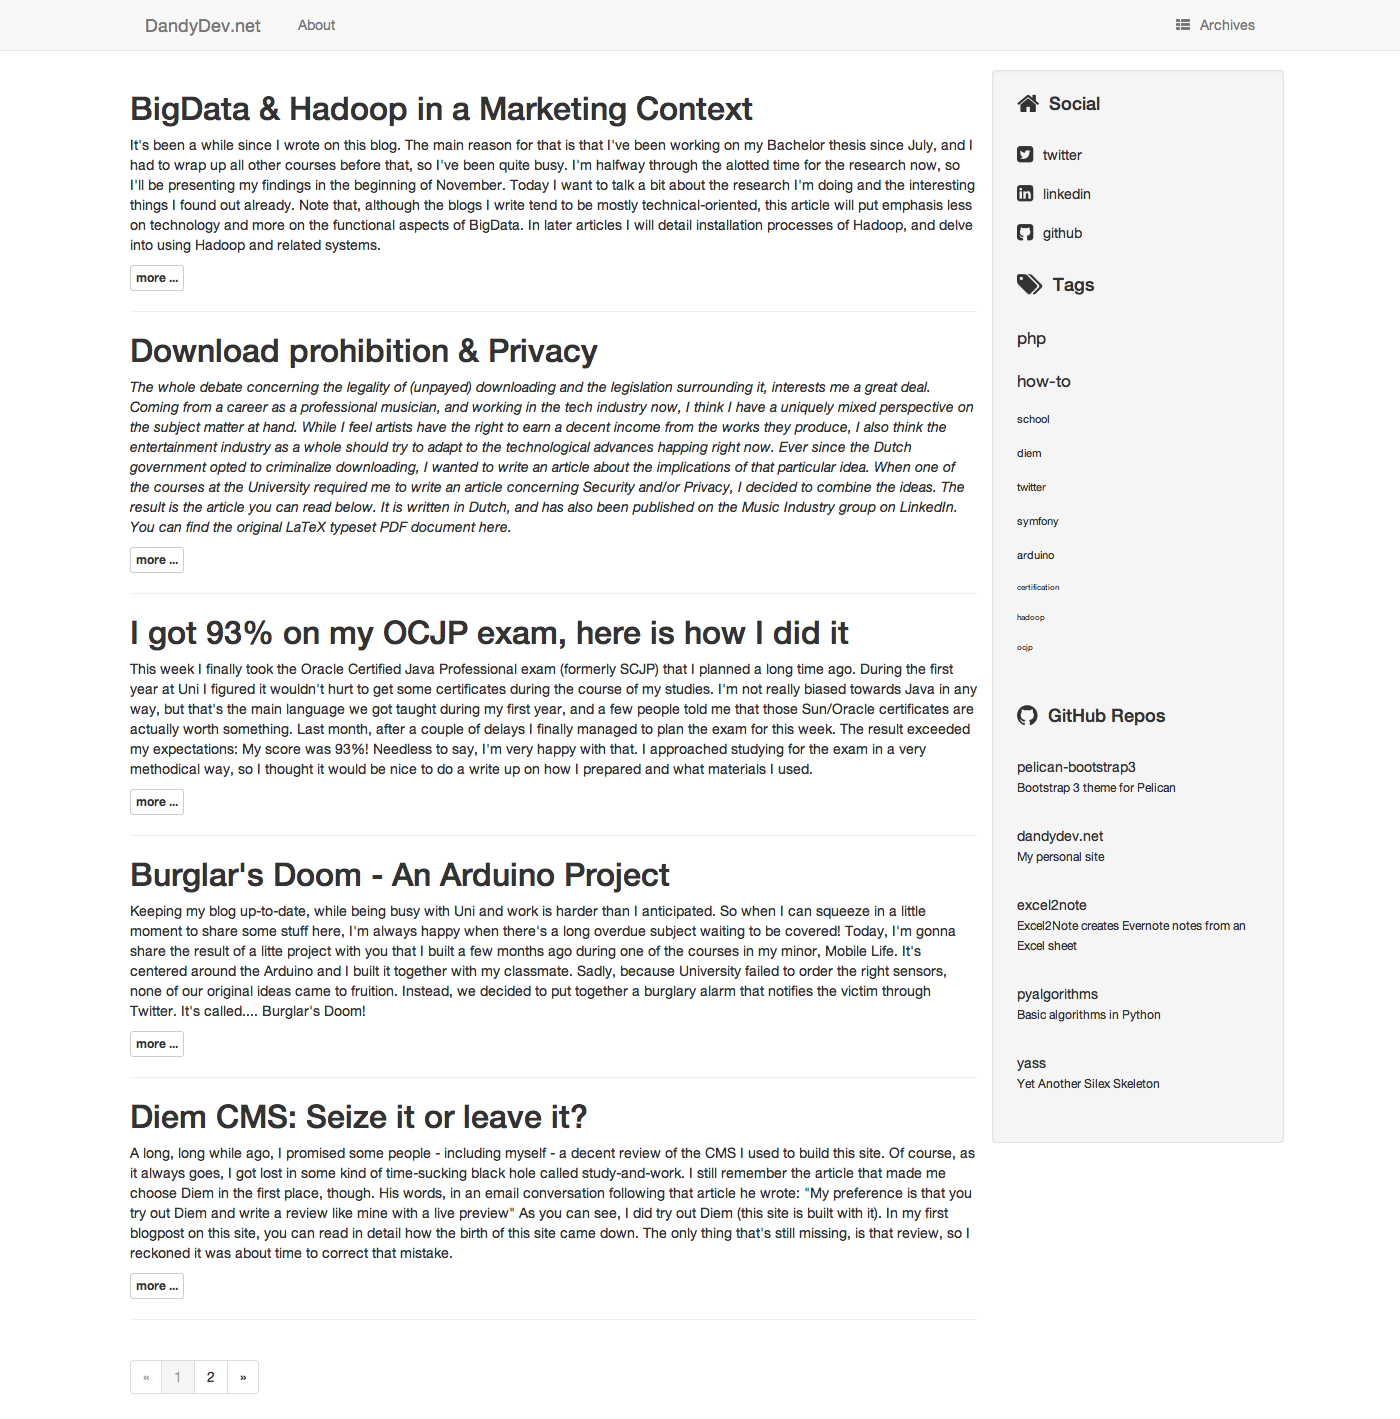 DandyDev.net About Archives
BigData & Hadoop in a Marketing Context
It's been a while since I wrote on this blog. The main reason for that is that I've been working on my Bachelor thesis since July, and I
had to wrap up all other courses before that, so I've been quite busy. I'm halfway through the alotted time for the research now, so
I'll be presenting my findings in the beginning of November. Today I want to talk a bit about the research I'm doing and the interesting
things I found out already. Note that, although the blogs I write tend to be mostly technical-oriented, this article will put emphasis less
on technology and more on the functional aspects of BigData. In later articles I will detail installation processes of Hadoop, and delve
into using Hadoop and related systems.
more ...
Download prohibition & Privacy
The whole debate concerning the legality of (unpayed) downloading and the legislation surrounding it, interests me a great deal.
Coming from a career as a professional musician, and working in the tech industry now, I think I have a uniquely mixed perspective on
the subject matter at hand. While I feel artists have the right to earn a decent income from the works they produce, I also think the
entertainment industry as a whole should try to adapt to the technological advances happing right now. Ever since the Dutch
government opted to criminalize downloading, I wanted to write an article about the implications of that particular idea. When one of
the courses at the University required me to write an article concerning Security and/or Privacy, I decided to combine the ideas. The
result is the article you can read below. It is written in Dutch, and has also been published on the Music Industry group on LinkedIn.
You can find the original LaTeX typeset PDF document here.
more ...
I got 93% on my OCJP exam, here is how I did it
This week I finally took the Oracle Certified Java Professional exam (formerly SCJP) that I planned a long time ago. During the first
year at Uni I figured it wouldn't hurt to get some certificates during the course of my studies. I'm not really biased towards Java in any
way, but that's the main language we got taught during my first year, and a few people told me that those Sun/Oracle certificates are
actually worth something. Last month, after a couple of delays I finally managed to plan the exam for this week. The result exceeded
my expectations: My score was 93%! Needless to say, I'm very happy with that. I approached studying for the exam in a very
methodical way, so I thought it would be nice to do a write up on how I prepared and what materials I used.
more ...
Burglar's Doom - An Arduino Project
Keeping my blog up-to-date, while being busy with Uni and work is harder than I anticipated. So when I can squeeze in a little
moment to share some stuff here, I'm always happy when there's a long overdue subject waiting to be covered! Today, I'm gonna
share the result of a litte project with you that I built a few months ago during one of the courses in my minor, Mobile Life. It's
centered around the Arduino and I built it together with my classmate. Sadly, because University failed to order the right sensors,
none of our original ideas came to fruition. Instead, we decided to put together a burglary alarm that notifies the victim through
Twitter. It's called.... Burglar's Doom!
more ...
Diem CMS: Seize it or leave it?
A long, long while ago, I promised some people - including myself - a decent review of the CMS I used to build this site. Of course, as
it always goes, I got lost in some kind of time-sucking black hole called study-and-work. I still remember the article that made me
choose Diem in the first place, though. His words, in an email conversation following that article he wrote: "My preference is that you
try out Diem and write a review like mine with a live preview" As you can see, I did try out Diem (this site is built with it). In my first
blogpost on this site, you can read in detail how the birth of this site came down. The only thing that's still missing, is that review, so I
reckoned it was about time to correct that mistake.
more ...
« 1 2 »
Social
twitter
linkedin
github
Tags
php
how-to
school
diem
twitter
symfony
arduino
certification
hadoop
ocjp
GitHub Repos
pelican-bootstrap3
Bootstrap 3 theme for Pelican
dandydev.net
My personal site
excel2note
Excel2Note creates Evernote notes from an
Excel sheet
pyalgorithms
Basic algorithms in Python
yass
Yet Another Silex Skeleton